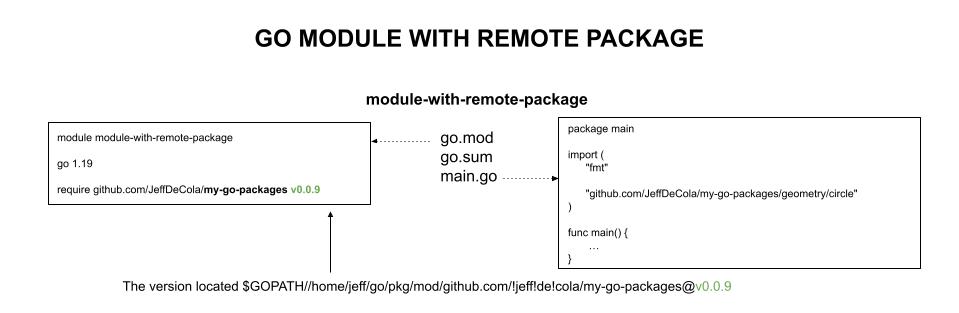 GO MODULE WITH REMOTE PACKAGE
module-with-remote-package
module module-with-remote-package
go 1.19
require github.com/JeffDeCola/my-go-packages v0.0.9
go.mod
go.sum
main.go
package main
import (
"fmt"
"github.com/JeffDeCola/my-go-packages/geometry/circle"
)
func main() {
...
}
The version located $GOPATH//home/jeff/go/pkg/mod/github.com/!jeff!de!cola/my-go-packages@v0.0.9